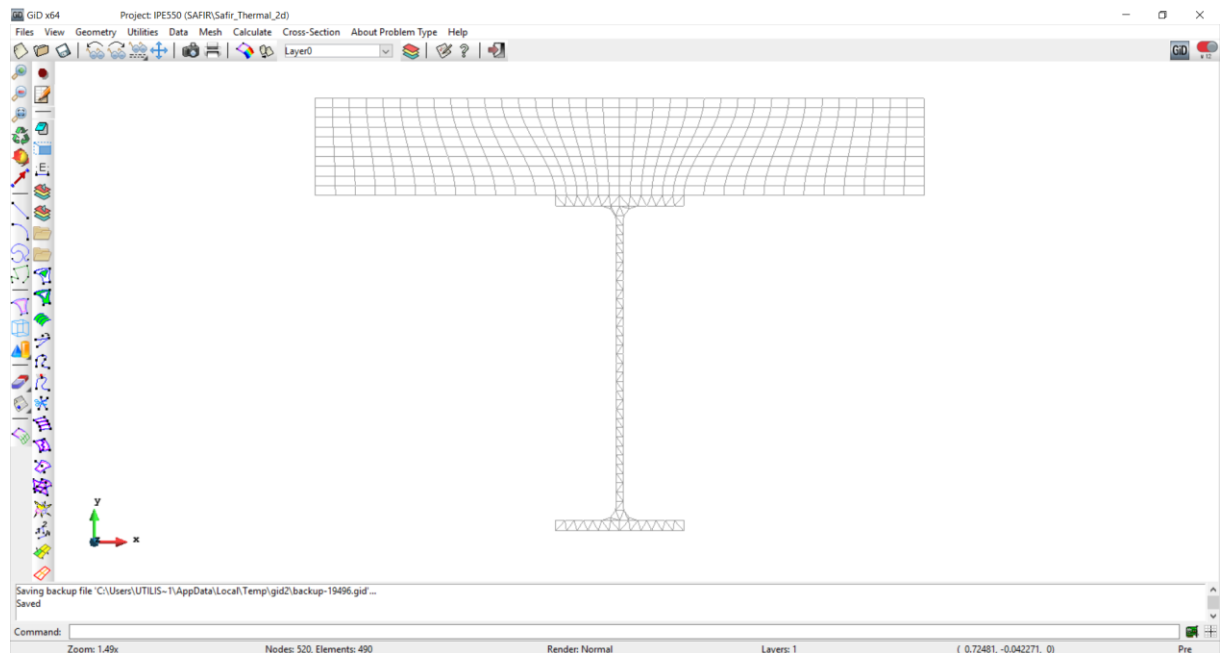 GiD x64 Project: IPE550 (SAFIR/Safir_Thermal_2d)
Files View Geometry Utilities Data Mesh Calculate Cross-Section About Problem Type Help
Layer0 ? GiD
x 12
E
y
x
Saving backup file 'C:\Users\UTILIS~1\AppData\Local\Temp\gid2\backup-19496.gid'...
Saved
Command:
Zoom: 1.49x Nodes: 520, Elements: 490 Render: Normal Layers: 1 ( 0.72481, -0.042271, 0) Pre